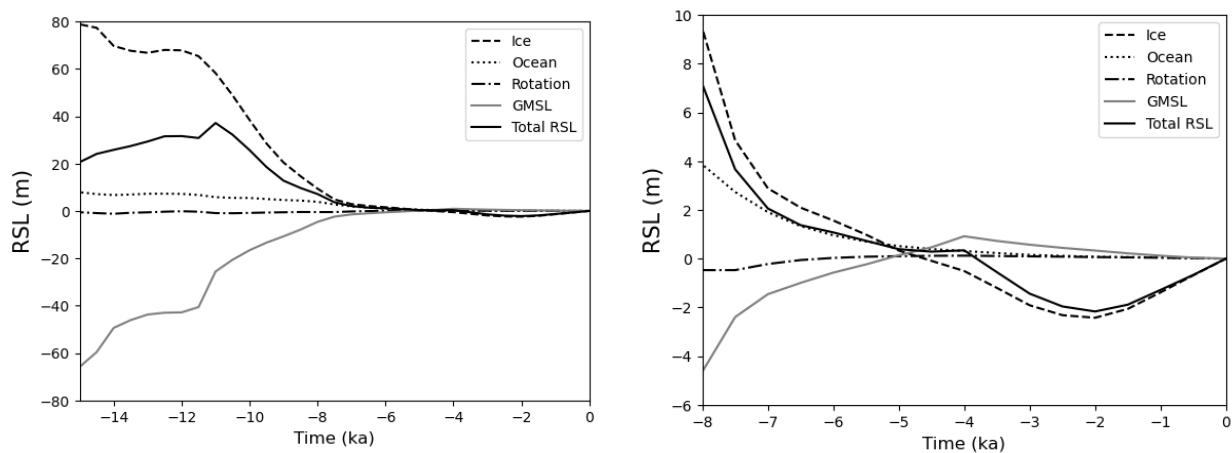 80
60
40
20
0
−20
−40
−60
−80
RSL (m)
−14
−12
−10
−8
−6
−4
−2
0
Time (ka)
Ice
Ocean
Rotation
GMSL
Total RSL
10
8
6
4
2
0
−2
−4
−6
RSL (m)
−8
−7
−6
−5
−4
−3
−2
−1
0
Time (ka)
Ice
Ocean
Rotation
GMSL
Total RSL